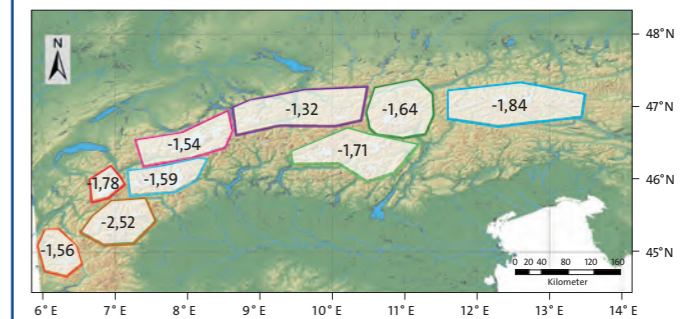 N
48° N
47° N
46° N
45° N
-1,32
-1,64
-1,84
-1,54
-1,71
-1,78
-1,59
-2,52
-1,56
0 20 40 80 120 160
Kilometer
6° E 7° E 8° E 9° E 10° E 11° E 12° E 13° E 14° E